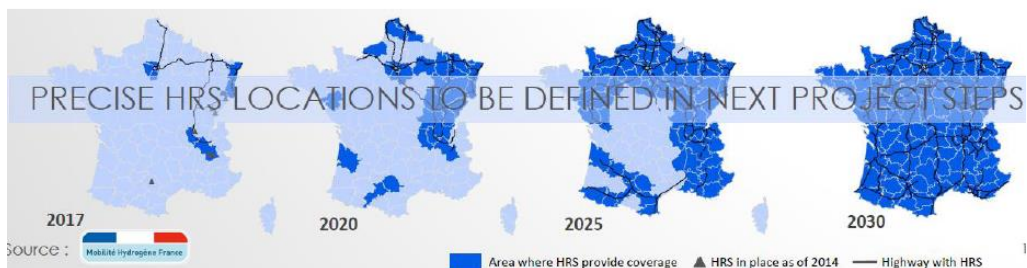 PRECISE HRS LOCATIONS TO BE DEFINED IN NEXT PROJECT STEPS
2017
2020
2025
2030
Source :
Mobilité Hydrogène France
Area where HRS provide coverage
HRS in place as of 2014
Highway with HRS